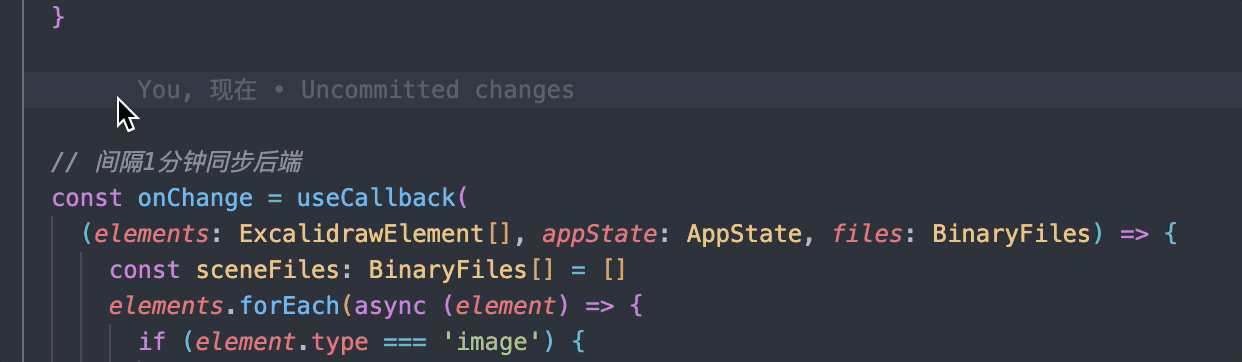 }
You, 现在 • Uncommitted changes
// 间隔1分钟同步后端
const onChange = useCallback(
(elements: ExcalidrawElement[], appState: AppState, files: BinaryFiles) => {
const sceneFiles: BinaryFiles[] = []
elements.forEach(async (element) => {
if (element.type === 'image') {